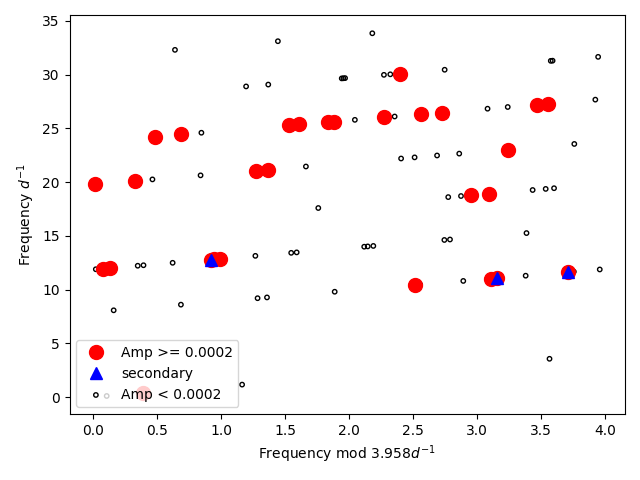 35
30
25
20
15
10
5
0
Frequency $d^{-1}$
Amp >= 0.0002
secondary
Amp < 0.0002
0.0 0.5 1.0 1.5 2.0 2.5 3.0 3.5 4.0
Frequency mod 3.958$d^{-1}$